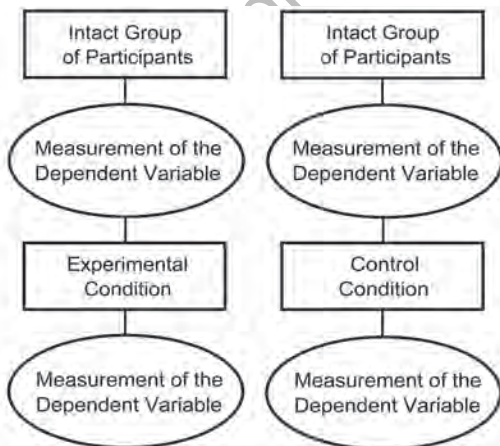 Intact Group
of Participants
Intact Group
of Participants
Measurement of the
Dependent Variable
Measurement of the
Dependent Variable
Experimental
Condition
Control
Condition
Measurement of the
Dependent Variable
Measurement of the
Dependent Variable